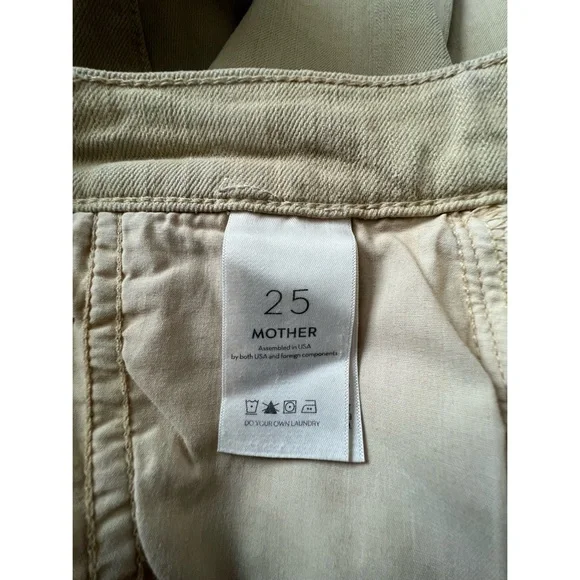 25
MOTHER
Assembled in USA
by both USA and foreign components
DO YOUR OWN LAUNDRY